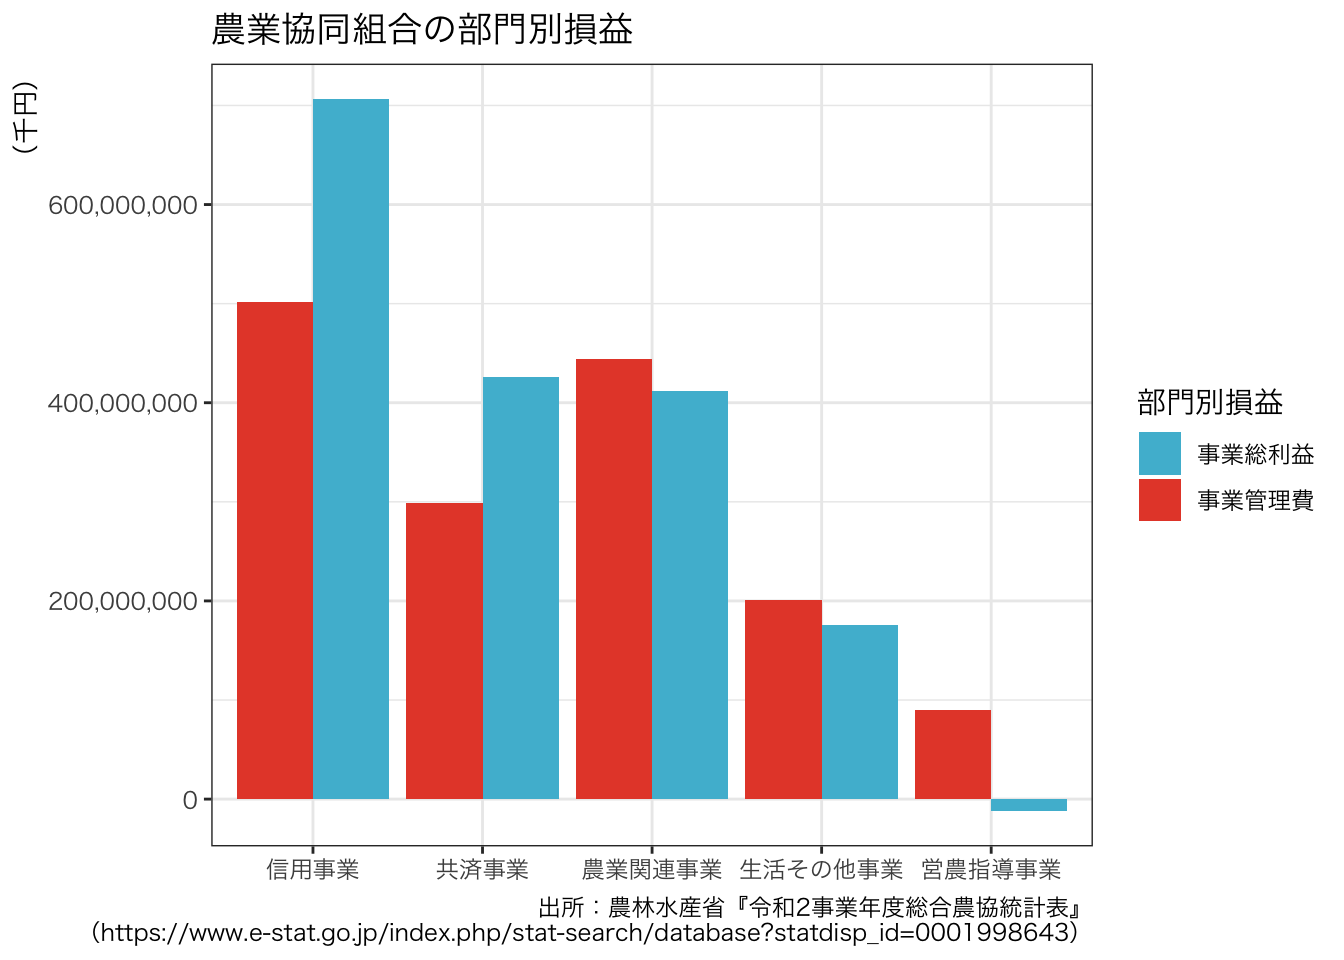 農業協同組合の部門別損益
（千円）
600,000,000
400,000,000
200,000,000
0
信用事業
共済事業
農業関連事業
生活その他事業
営農指導事業
部門別損益
事業総利益
事業管理費
出所：農林水産省『令和2事業年度総合農協統計表』
（https://www.e-stat.go.jp/index.php/stat-search/database?statdisp_id=0001998643）